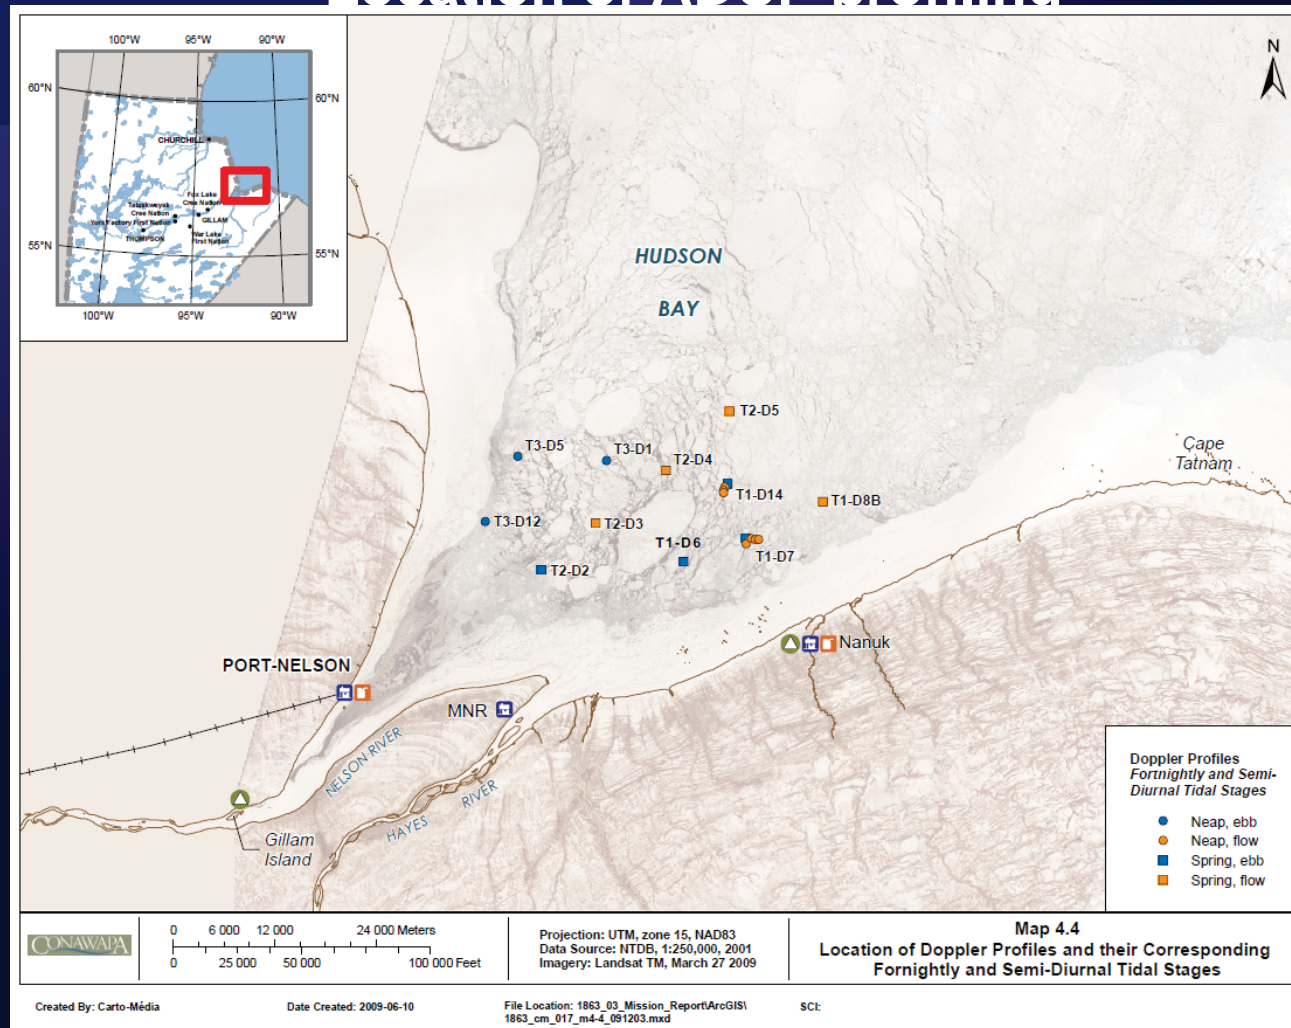 100°W 95°W 90°W
60°N
60°N
CHURCHILL
Fox Lake
Cree Nation
Tataskweyak
Cree Nation
York Factory First Nation
GILLAM
THOMPSON
War Lake
First Nation
55°N
55°N
100°W 95°W 90°W
N
HUDSON
BAY
T2-D5
T3-D5
T3-D1
T2-D4
T1-D14
T1-D8B
Cape
Tatnam
T3-D12
T2-D3
T1-D6
T1-D7
T2-D2
Nanuk
PORT-NELSON
MNR
NELSON RIVER
HAYES RIVER
Gillam
Island
Doppler Profiles
Fortnightly and Semi-
Diurnal Tidal Stages
Neap, ebb
Neap, flow
Spring, ebb
Spring, flow
CONAWAPA
0 6 000 12 000 24 000 Meters
0 25 000 50 000 100 000 Feet
Projection: UTM, zone 15, NAD83
Data Source: NTDB, 1:250,000, 2001
Imagery: Landsat TM, March 27 2009
Map 4.4
Location of Doppler Profiles and their Corresponding
Fornightly and Semi-Diurnal Tidal Stages
Created By: Carto-Média
Date Created: 2009-06-10
File Location: 1863_03_Mission_Report\ArcGIS\
1863_cm_017_m4-4_091203.mxd
SCI: